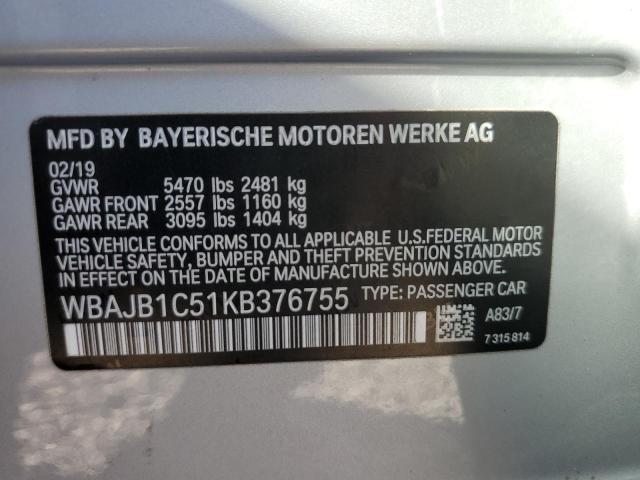 MFD BY BAYERISCHE MOTOREN WERKE AG
02/19
GVWR 5470 lbs 2481 kg
GAWR FRONT 2557 lbs 1160 kg
GAWR REAR 3095 lbs 1404 kg
THIS VEHICLE CONFORMS TO ALL APPLICABLE U.S.FEDERAL MOTOR
VEHICLE SAFETY, BUMPER AND THEFT PREVENTION STANDARDS
IN EFFECT ON THE DATE OF MANUFACTURE SHOWN ABOVE.
WBAJB1C51KB376755 TYPE: PASSENGER CAR
A83/7
7 315 814